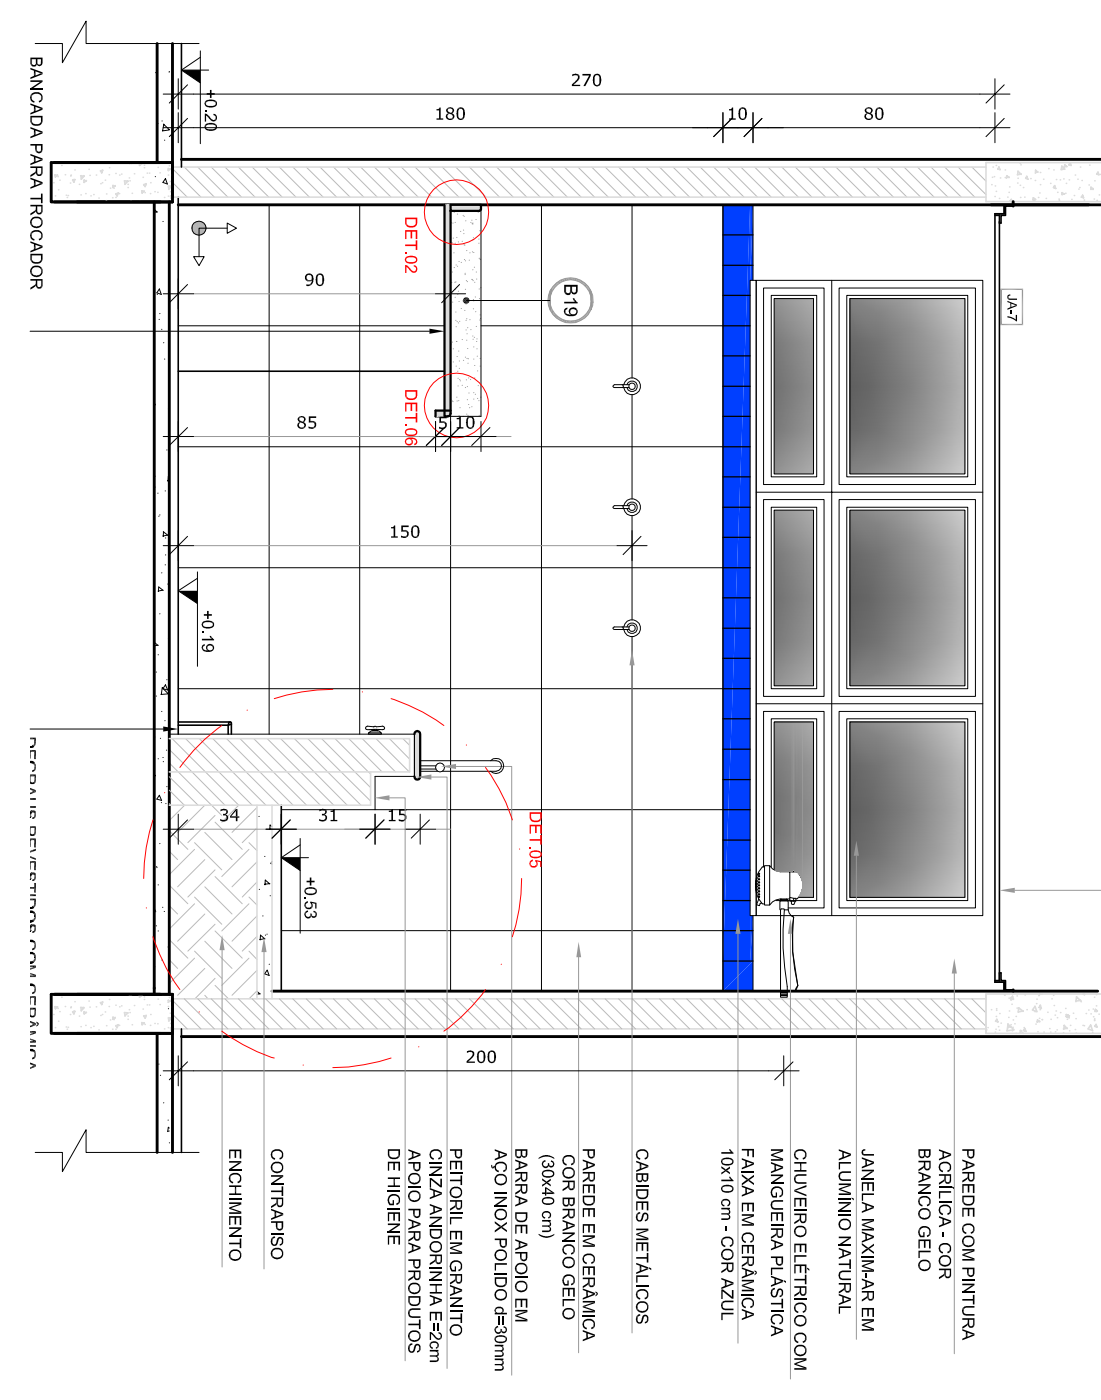 270
180
10
80
+0.20
BANCADA PARA TROCADOR
DET.02
90
B19
JA-7
DET.06
85
5
10
150
+0.19
34
31
15
DET.05
+0.53
200
PAREDE COM PINTURA
ACRÍLICA - COR
BRANCO GELO
JANELA MAXIM-AR EM
ALUMÍNIO NATURAL
CHUVEIRO ELÉTRICO COM
MANGUEIRA PLÁSTICA
FAIXA EM CERÂMICA
10x10 cm - COR AZUL
CABIDES METÁLICOS
PAREDE EM CERÂMICA
COR BRANCO GELO
(30x40 cm)
BARRA DE APOIO EM
AÇO INOX POLIDO d=30mm
PEITORIL EM GRANITO
CINZA ANDORINHA E=2cm
APOIO PARA PRODUTOS
DE HIGIENE
CONTRAPISO
ENCHIMENTO
DEGRAUS REVESTIDOS COM CERÂMICA